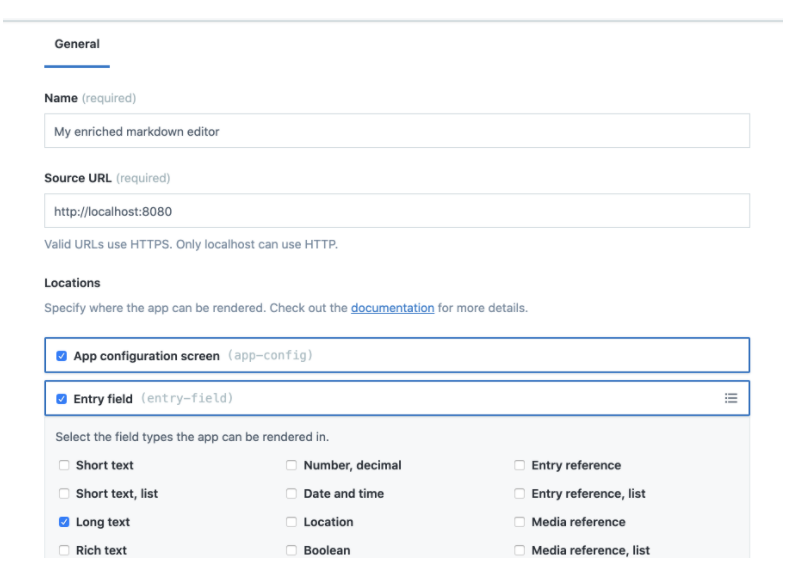 General
Name (required)
My enriched markdown editor
Source URL (required)
http://localhost:8080
Valid URLs use HTTPS. Only localhost can use HTTP.
Locations
Specify where the app can be rendered. Check out the documentation for more details.
App configuration screen (app-config)
Entry field (entry-field)
Select the field types the app can be rendered in.
Short text Number, decimal Entry reference
Short text, list Date and time Entry reference, list
Long text Location Media reference
Rich text Boolean Media reference, list